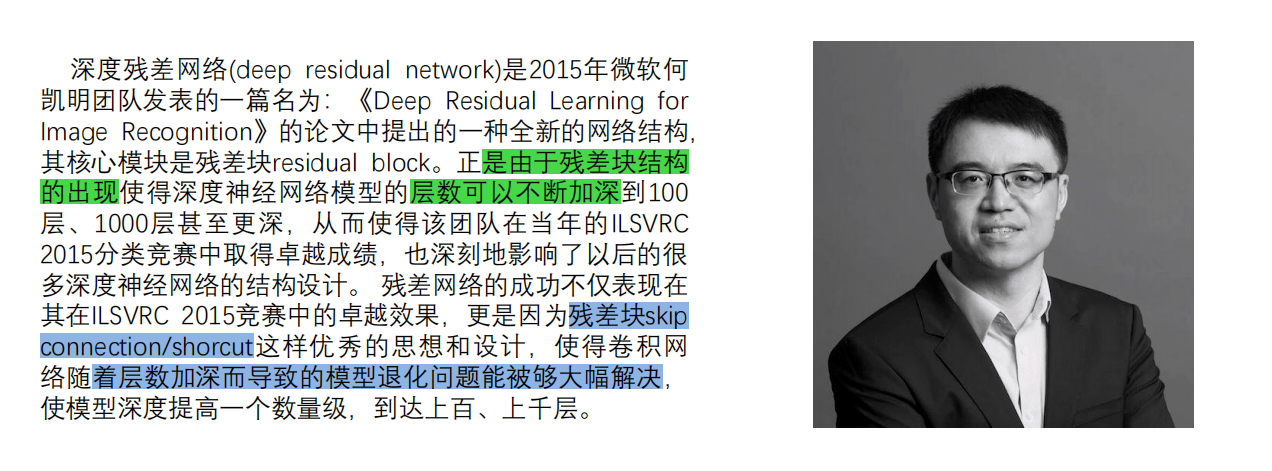 深度残差网络(deep residual network)是2015年微软何
凯明团队发表的一篇名为：《Deep Residual Learning for
Image Recognition》的论文中提出的一种全新的网络结构,
其核心模块是残差块residual block。正是由于残差块结构
的出现使得深度神经网络模型的层数可以不断加深到100
层、1000层甚至更深，从而使得该团队在当年的ILSVRC
2015分类竞赛中取得卓越成绩，也深刻地影响了以后的很
多深度神经网络的结构设计。 残差网络的成功不仅表现在
其在ILSVRC 2015竞赛中的卓越效果，更是因为残差块skip
connection/shorcut这样优秀的思想和设计，使得卷积网
络随着层数加深而导致的模型退化问题能被够大幅解决，
使模型深度提高一个数量级，到达上百、上千层。